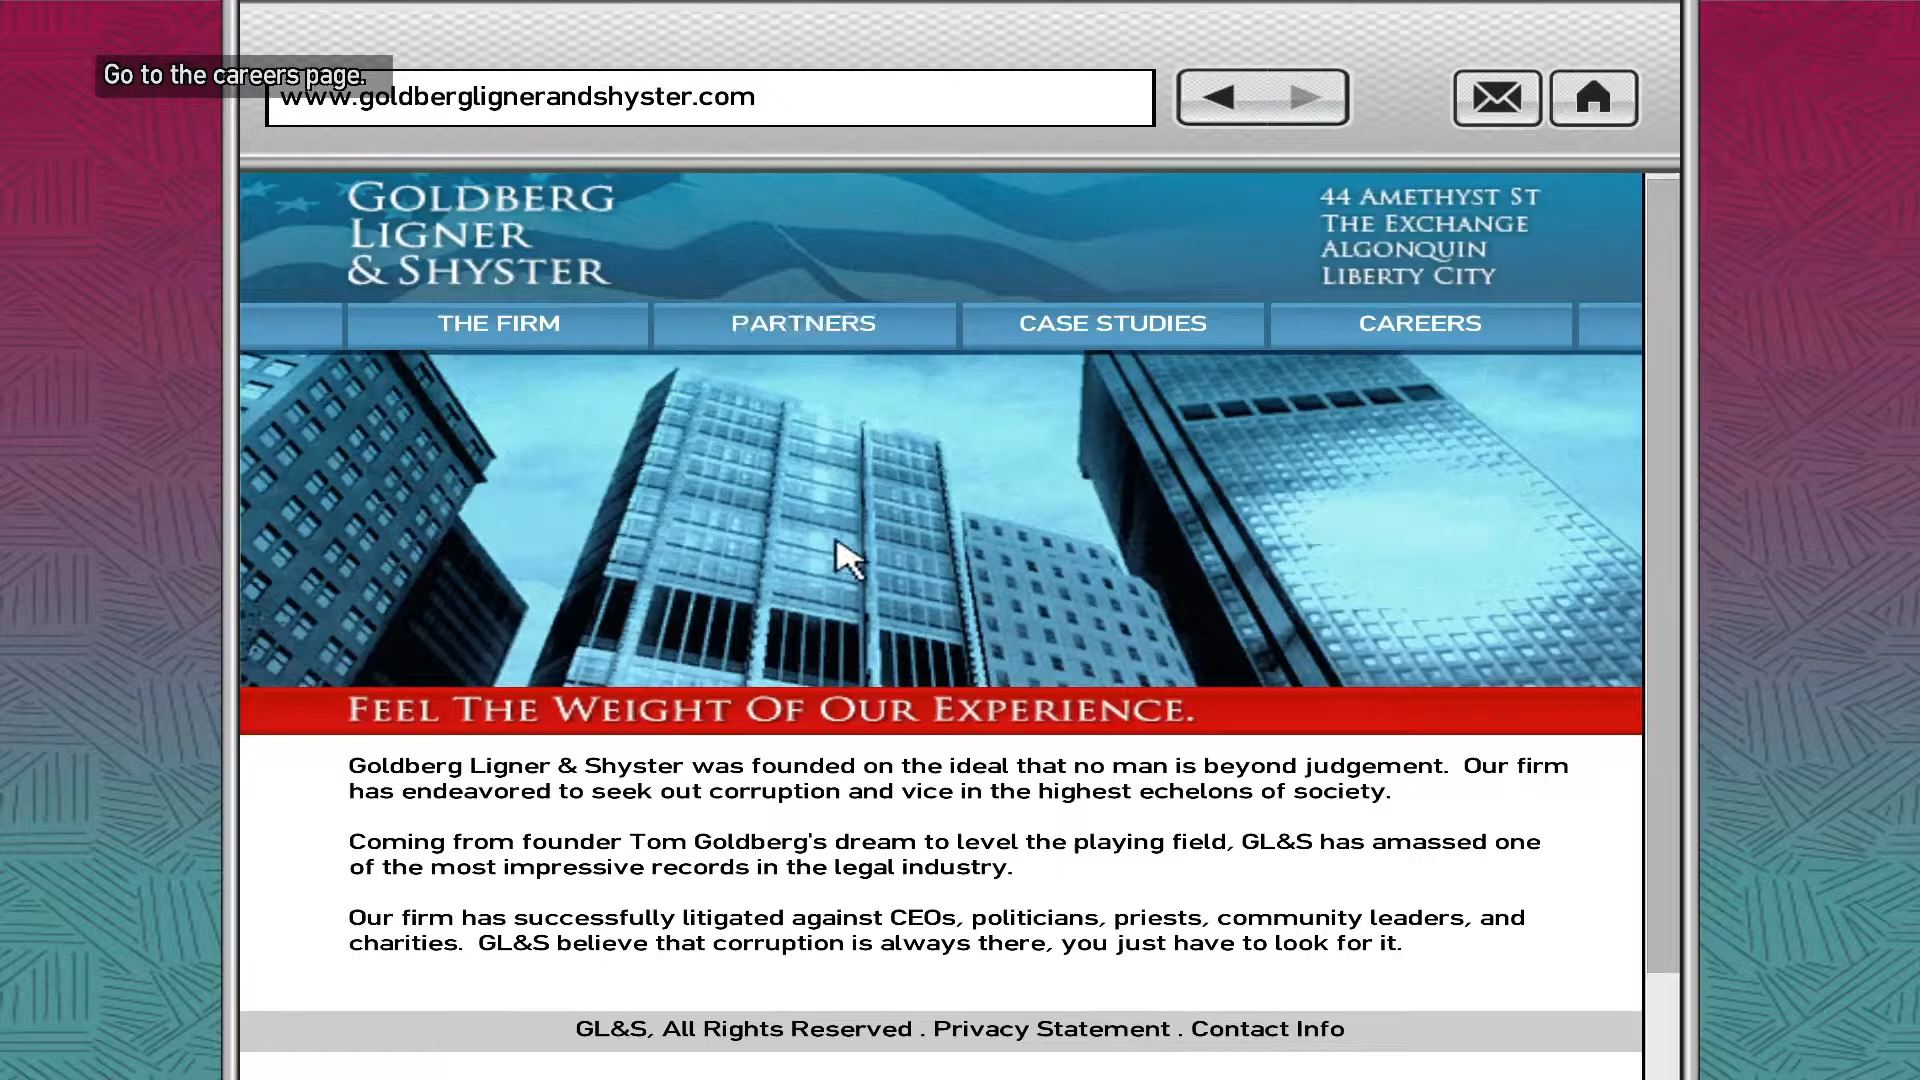 Go to the careers page.
www.goldberglignerandshyster.com
GOLDBERG
LIGNER
& SHYSTER
44 AMETHYST ST
THE EXCHANGE
ALGONQUIN
LIBERTY CITY
THE FIRM
PARTNERS
CASE STUDIES
CAREERS
FEEL THE WEIGHT OF OUR EXPERIENCE.
Goldberg Ligner & Shyster was founded on the ideal that no man is beyond judgement. Our firm
has endeavored to seek out corruption and vice in the highest echelons of society.
Coming from founder Tom Goldberg's dream to level the playing field, GL&S has amassed one
of the most impressive records in the legal industry.
Our firm has successfully litigated against CEOs, politicians, priests, community leaders, and
charities. GL&S believe that corruption is always there, you just have to look for it.
GL&S, All Rights Reserved . Privacy Statement . Contact Info